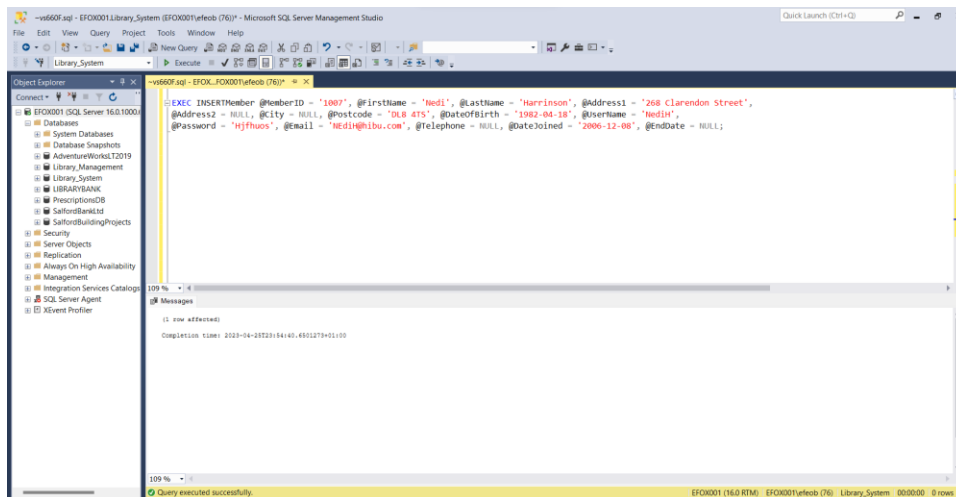 ~vs660F.sql - EFOX001.Library_System (EFOX001\efeob (76))* - Microsoft SQL Server Management Studio
Quick Launch (Ctrl+Q)
File Edit View Query Project Tools Window Help
New Query
Library_System
Execute
Object Explorer
~vs660F.sql - EFOX...FOX001\efeob (76))*
Connect
EFOX001 (SQL Server 16.0.1000.
Databases
System Databases
Database Snapshots
AdventureWorksLT2019
Library_Management
Library_System
LIBRARYBANK
PrescriptionsDB
SalfordBankLtd
SalfordBuildingProjects
Security
Server Objects
Replication
Always On High Availability
Management
Integration Services Catalogs
SQL Server Agent
XEvent Profiler
EXEC INSERTMember @MemberID = '1007', @FirstName = 'Nedi', @LastName = 'Harrinson', @Address1 = '268 Clarendon Street',
@Address2 = NULL, @City = NULL, @Postcode = 'DL8 4TS', @DateOfBirth = '1982-04-18', @UserName = 'NediH',
@Password = 'Hjfhuos', @Email = 'NEdiH@hibu.com', @Telephone = NULL, @DateJoined = '2006-12-08', @EndDate = NULL;
109 %
Messages
(1 row affected)
Completion time: 2023-04-25T23:54:40.6501273+01:00
109 %
Query executed successfully.
EFOX001 (16.0 RTM) EFOX001\efeob (76) Library_System 00:00:00 0 rows